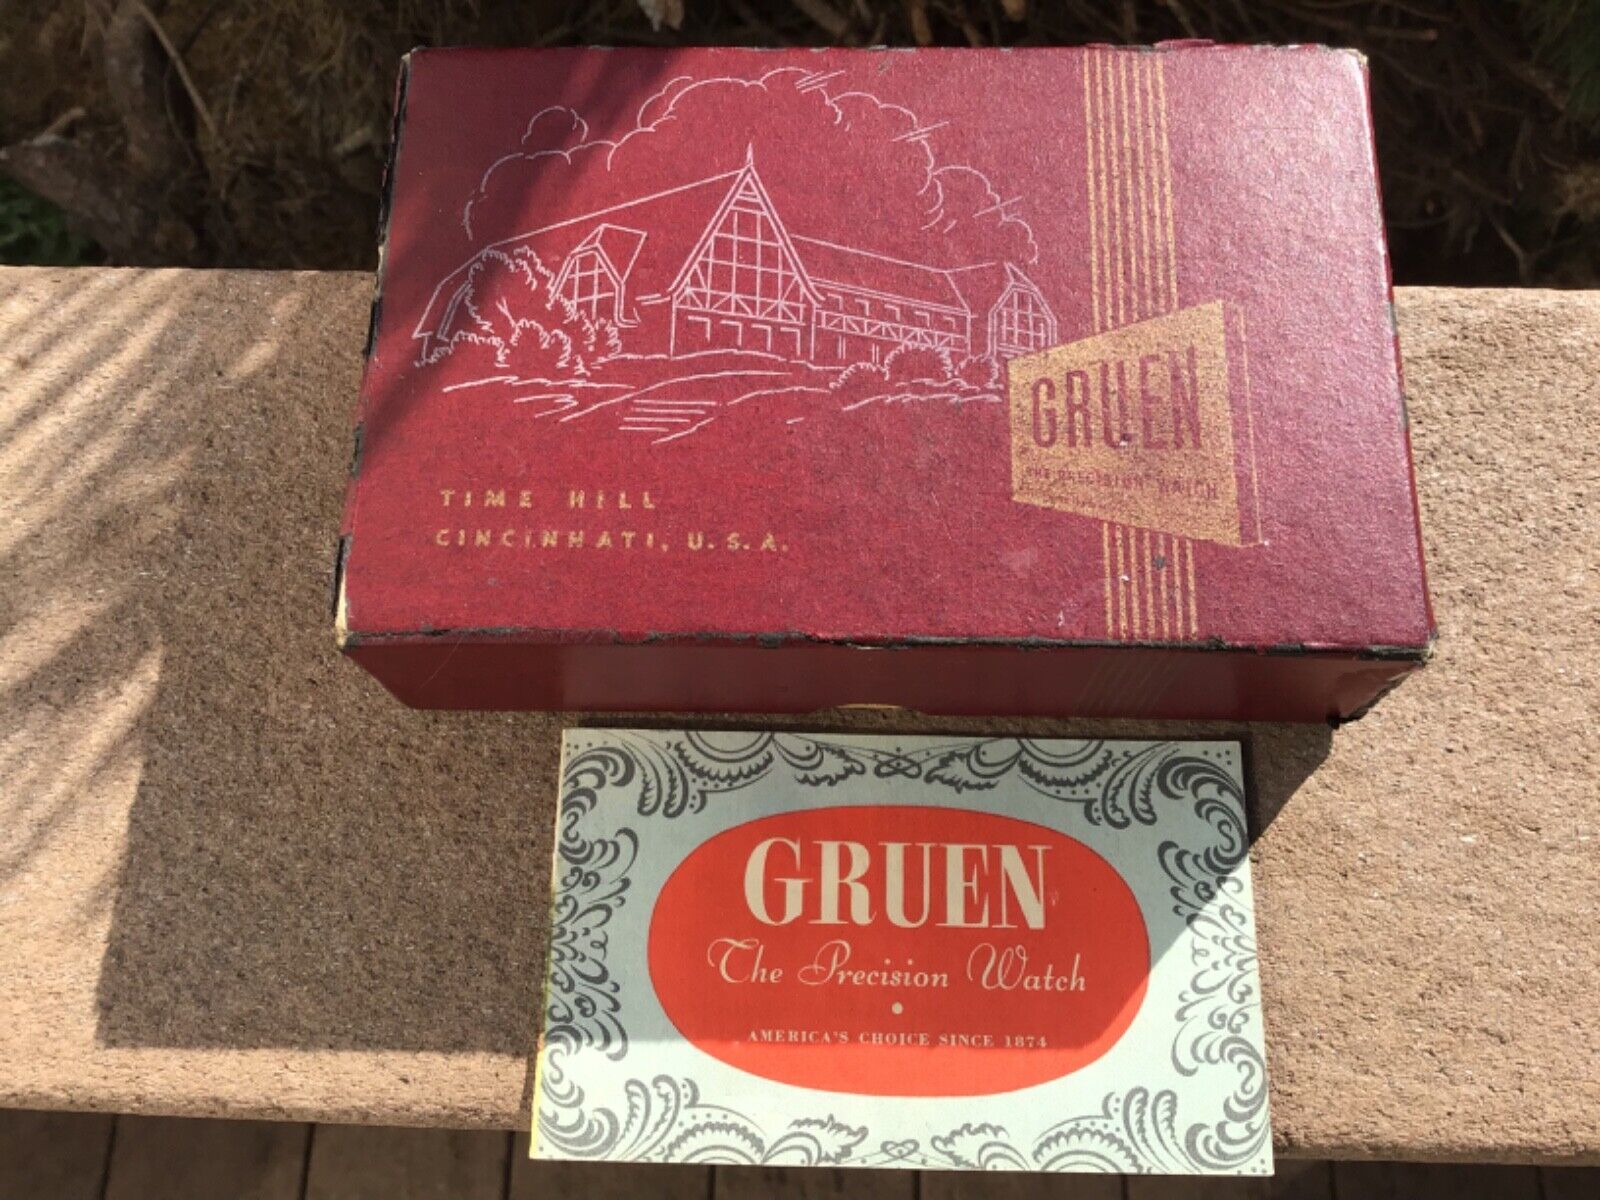 GRUEN
THE PRECISION WATCH
TIME HILL
CINCINNATI, U.S.A.
GRUEN
The Precision Watch
AMERICA'S CHOICE SINCE 1874